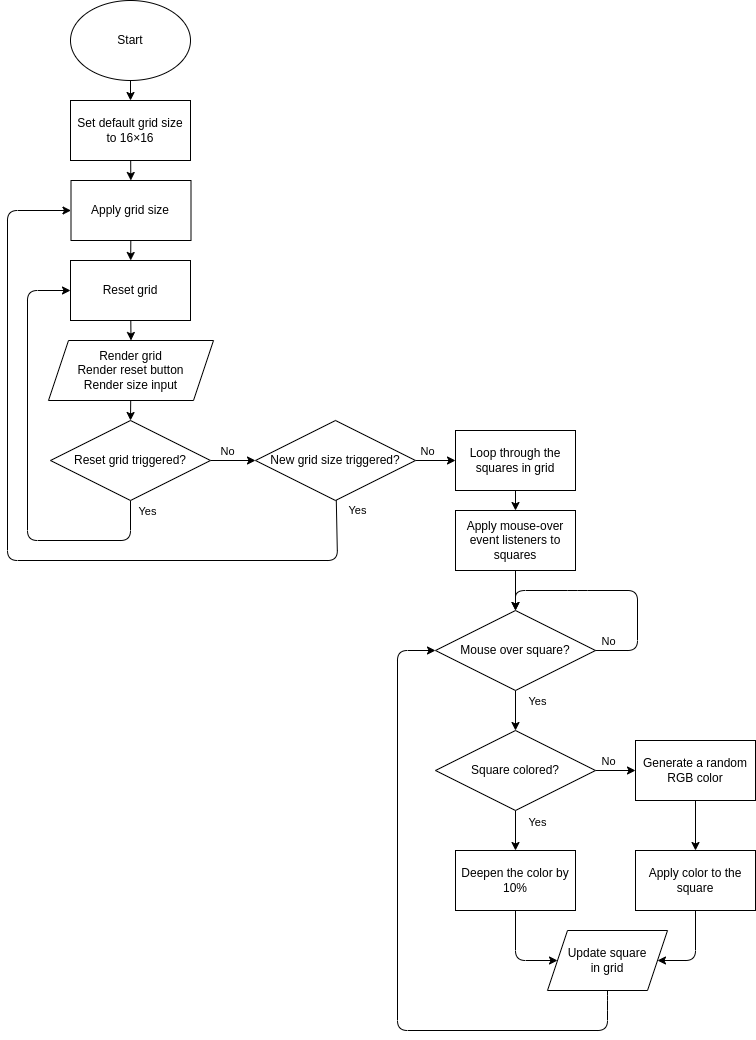 Start
Set default grid size
to 16×16
Apply grid size
Reset grid
Render grid
Render reset button
Render size input
Reset grid triggered?
No
Yes
New grid size triggered?
No
Yes
Loop through the
squares in grid
Apply mouse-over
event listeners to
squares
Mouse over square?
No
Yes
Square colored?
No
Yes
Generate a random
RGB color
Deepen the color by
10%
Apply color to the
square
Update square
in grid